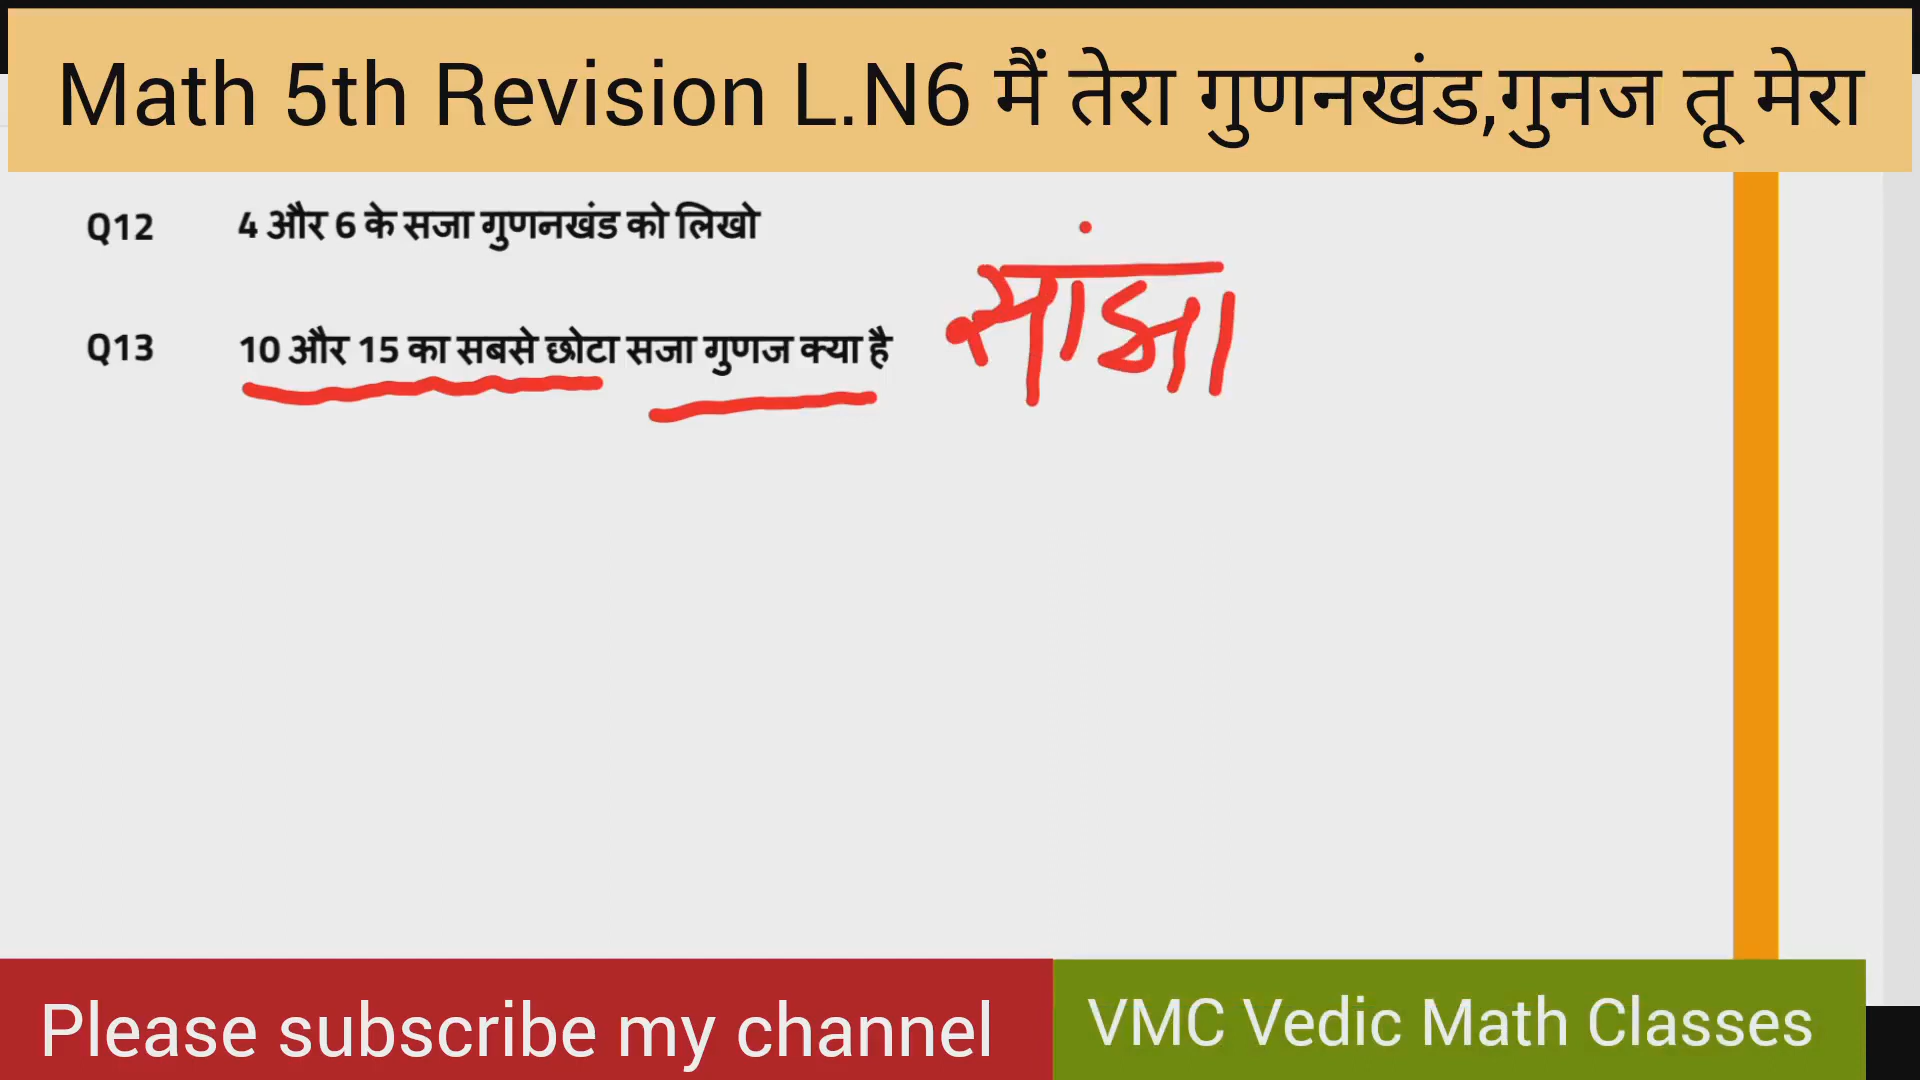 Math 5th Revision L.N6 मैं तेरा गुणनखंड,गुनज तू मेरा
Q12 4 और 6 के सजा गुणनखंड को लिखो
सांझा
Q13 10 और 15 का सबसे छोटा सजा गुणज क्या है
Please subscribe my channel
VMC Vedic Math Classes